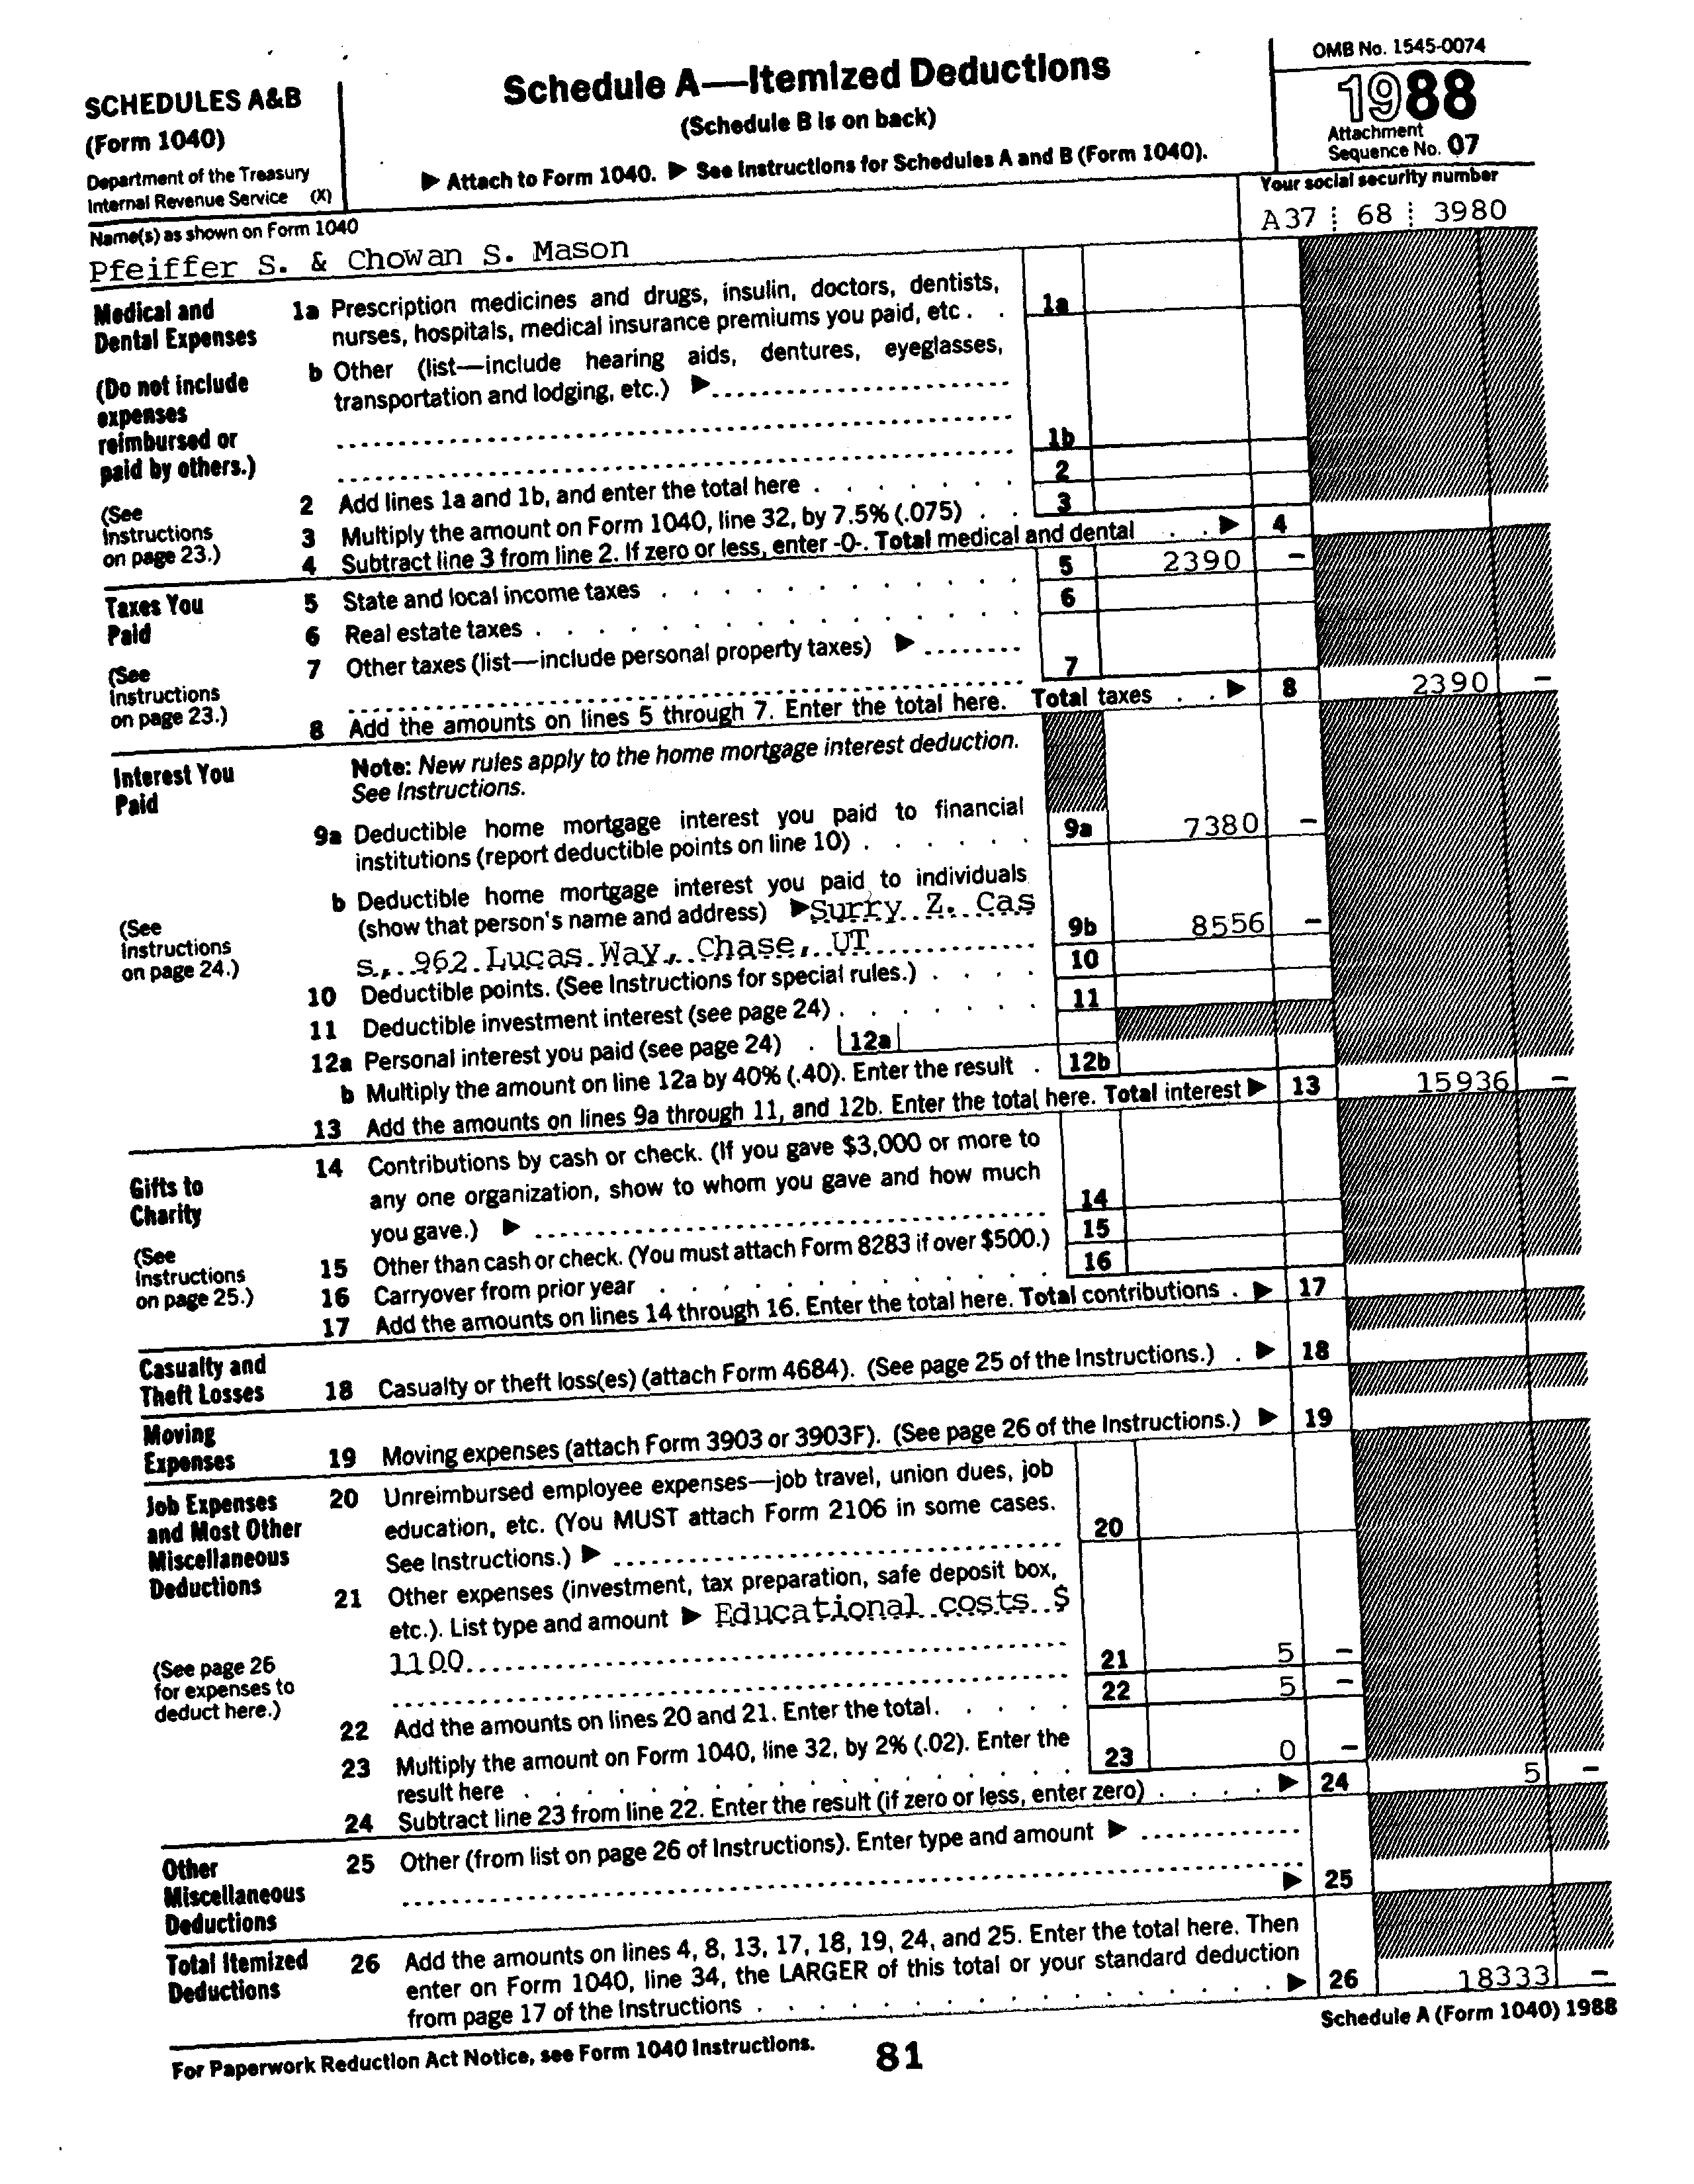 SCHEDULES A&B
(Form 1040)
Department of the Treasury
Internal Revenue Service (X)
Schedule A—Itemized Deductions
(Schedule B is on back)
▶ Attach to Form 1040. ▶ See Instructions for Schedules A and B (Form 1040).
OMB No. 1545-0074
1988
Attachment
Sequence No. 07
Name(s) as shown on Form 1040
Pfeiffer S. & Chowan S. Mason
Your social security number
A37 68 3980
Medical and
Dental Expenses
(Do not include
expenses
reimbursed or
paid by others.)
(See
Instructions
on page 23.)
1a Prescription medicines and drugs, insulin, doctors, dentists,
nurses, hospitals, medical insurance premiums you paid, etc. . 1a
b Other (list—include hearing aids, dentures, eyeglasses,
transportation and lodging, etc.) ▶
1b
2 Add lines 1a and 1b, and enter the total here . . . . . . . 2
3 Multiply the amount on Form 1040, line 32, by 7.5% (.075) . . 3
4 Subtract line 3 from line 2. If zero or less, enter -0-. Total medical and dental . . ▶ 4
Taxes You
Paid
(See
Instructions
on page 23.)
5 State and local income taxes . . . . . . . . . . . 5 2390 –
6 Real estate taxes . . . . . . . . . . . . . . 6
7 Other taxes (list—include personal property taxes) ▶
7
8 Add the amounts on lines 5 through 7. Enter the total here. Total taxes . . ▶ 8 2390 –
Interest You
Paid
(See
Instructions
on page 24.)
Note: New rules apply to the home mortgage interest deduction.
See Instructions.
9a Deductible home mortgage interest you paid to financial
institutions (report deductible points on line 10) . . . . . . 9a 7380 –
b Deductible home mortgage interest you paid to individuals
(show that person's name and address) ▶ Surry Z. Cas
s, 962 Lucas Way, Chase, UT 9b 8556 –
10 Deductible points. (See Instructions for special rules.) . . . . 10
11 Deductible investment interest (see page 24) . . . . . . . 11
12a Personal interest you paid (see page 24) . 12a
b Multiply the amount on line 12a by 40% (.40). Enter the result . 12b
13 Add the amounts on lines 9a through 11, and 12b. Enter the total here. Total interest ▶ 13 15936 –
Gifts to
Charity
(See
Instructions
on page 25.)
14 Contributions by cash or check. (If you gave $3,000 or more to
any one organization, show to whom you gave and how much
you gave.) ▶ 14
15 Other than cash or check. (You must attach Form 8283 if over $500.) 15
16 Carryover from prior year . . . . . . . . . . . . 16
17 Add the amounts on lines 14 through 16. Enter the total here. Total contributions . ▶ 17
Casualty and
Theft Losses
18 Casualty or theft loss(es) (attach Form 4684). (See page 25 of the Instructions.) . ▶ 18
Moving
Expenses
19 Moving expenses (attach Form 3903 or 3903F). (See page 26 of the Instructions.) ▶ 19
Job Expenses
and Most Other
Miscellaneous
Deductions
(See page 26
for expenses to
deduct here.)
20 Unreimbursed employee expenses—job travel, union dues, job
education, etc. (You MUST attach Form 2106 in some cases.
See Instructions.) ▶ 20
21 Other expenses (investment, tax preparation, safe deposit box,
etc.). List type and amount ▶ Educational costs $
1100
21 5 –
22 Add the amounts on lines 20 and 21. Enter the total. . . . . 22 5 –
23 Multiply the amount on Form 1040, line 32, by 2% (.02). Enter the
result here . . . . . . . . . . . . . . . . 23 0 –
24 Subtract line 23 from line 22. Enter the result (if zero or less, enter zero) . . . . ▶ 24 5 –
Other
Miscellaneous
Deductions
25 Other (from list on page 26 of Instructions). Enter type and amount ▶
▶ 25
Total Itemized
Deductions
26 Add the amounts on lines 4, 8, 13, 17, 18, 19, 24, and 25. Enter the total here. Then
enter on Form 1040, line 34, the LARGER of this total or your standard deduction
from page 17 of the Instructions . . . . . . . . . . . . . . . . ▶ 26 18333 –
For Paperwork Reduction Act Notice, see Form 1040 Instructions.
81
Schedule A (Form 1040) 1988